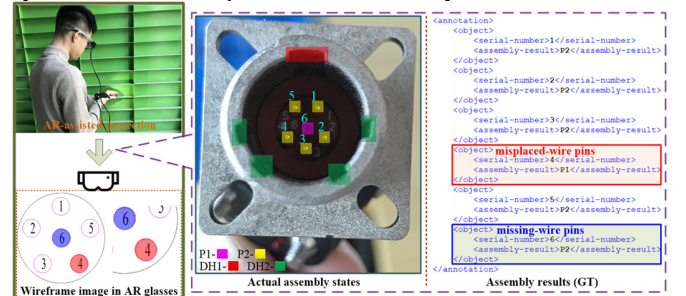 AR-assisted inspection
1
2
5
6
3
4
6
5
4
Wireframe image in AR glasses
5
1
6
4
2
3
P1-
P2-
DH1-
DH2-
Actual assembly states
<annotation>
<object>
<serial-number>1</serial-number>
<assembly-result>P2</assembly-result>
</object>
<object>
<serial-number>2</serial-number>
<assembly-result>P2</assembly-result>
</object>
<object>
<serial-number>3</serial-number>
<assembly-result>P2</assembly-result>
</object>
<object> misplaced-wire pins
<serial-number>4</serial-number>
<assembly-result>P1</assembly-result>
</object>
<object>
<serial-number>5</serial-number>
<assembly-result>P2</assembly-result>
</object>
<object> missing-wire pins
<serial-number>6</serial-number>
<assembly-result>P2</assembly-result>
</object>
</annotation>
Assembly results (GT)